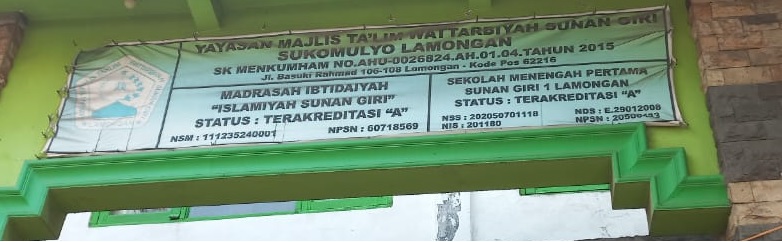 YAYASAN MAJLIS TA'LIM WATTARBIYAH SUNAN GIRI
SUKOMULYO LAMONGAN
SK MENKUMHAM NO.AHU-0026824.AH.01.04.TAHUN 2015
Jl. Basuki Rahmad 106-108 Lamongan - Kode Pos 62216
MADRASAH IBTIDAIYAH
"ISLAMIYAH SUNAN GIRI"
STATUS : TERAKREDITASI "A"
NSM : 111235240001 NPSN : 60718569
SEKOLAH MENENGAH PERTAMA
SUNAN GIRI 1 LAMONGAN
STATUS : TERAKREDITASI "A"
NSS : 202050701118 NDS : E.29012008
NIS : 201180 NPSN :